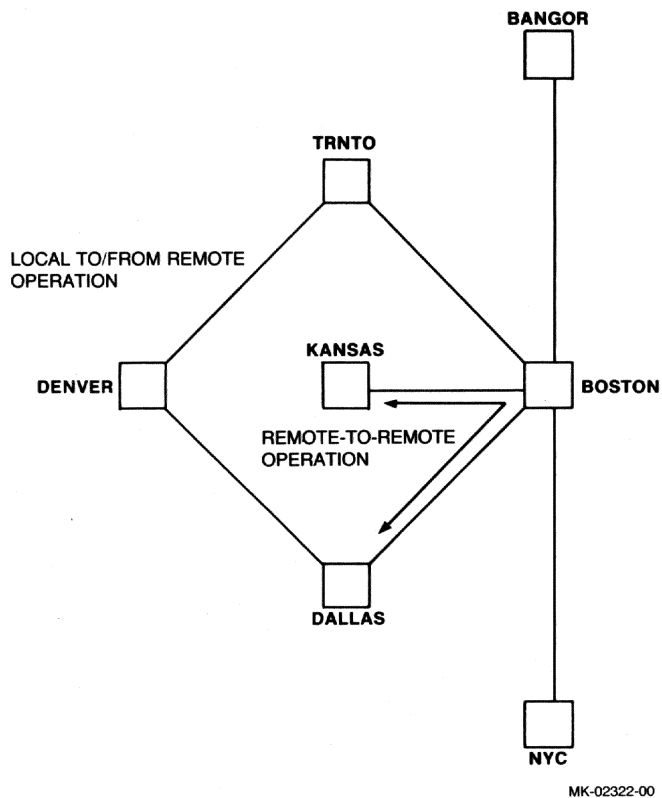 BANGOR
TRNTO
LOCAL TO/FROM REMOTE
OPERATION
KANSAS
DENVER
BOSTON
REMOTE-TO-REMOTE
OPERATION
DALLAS
NYC
MK-02322-00